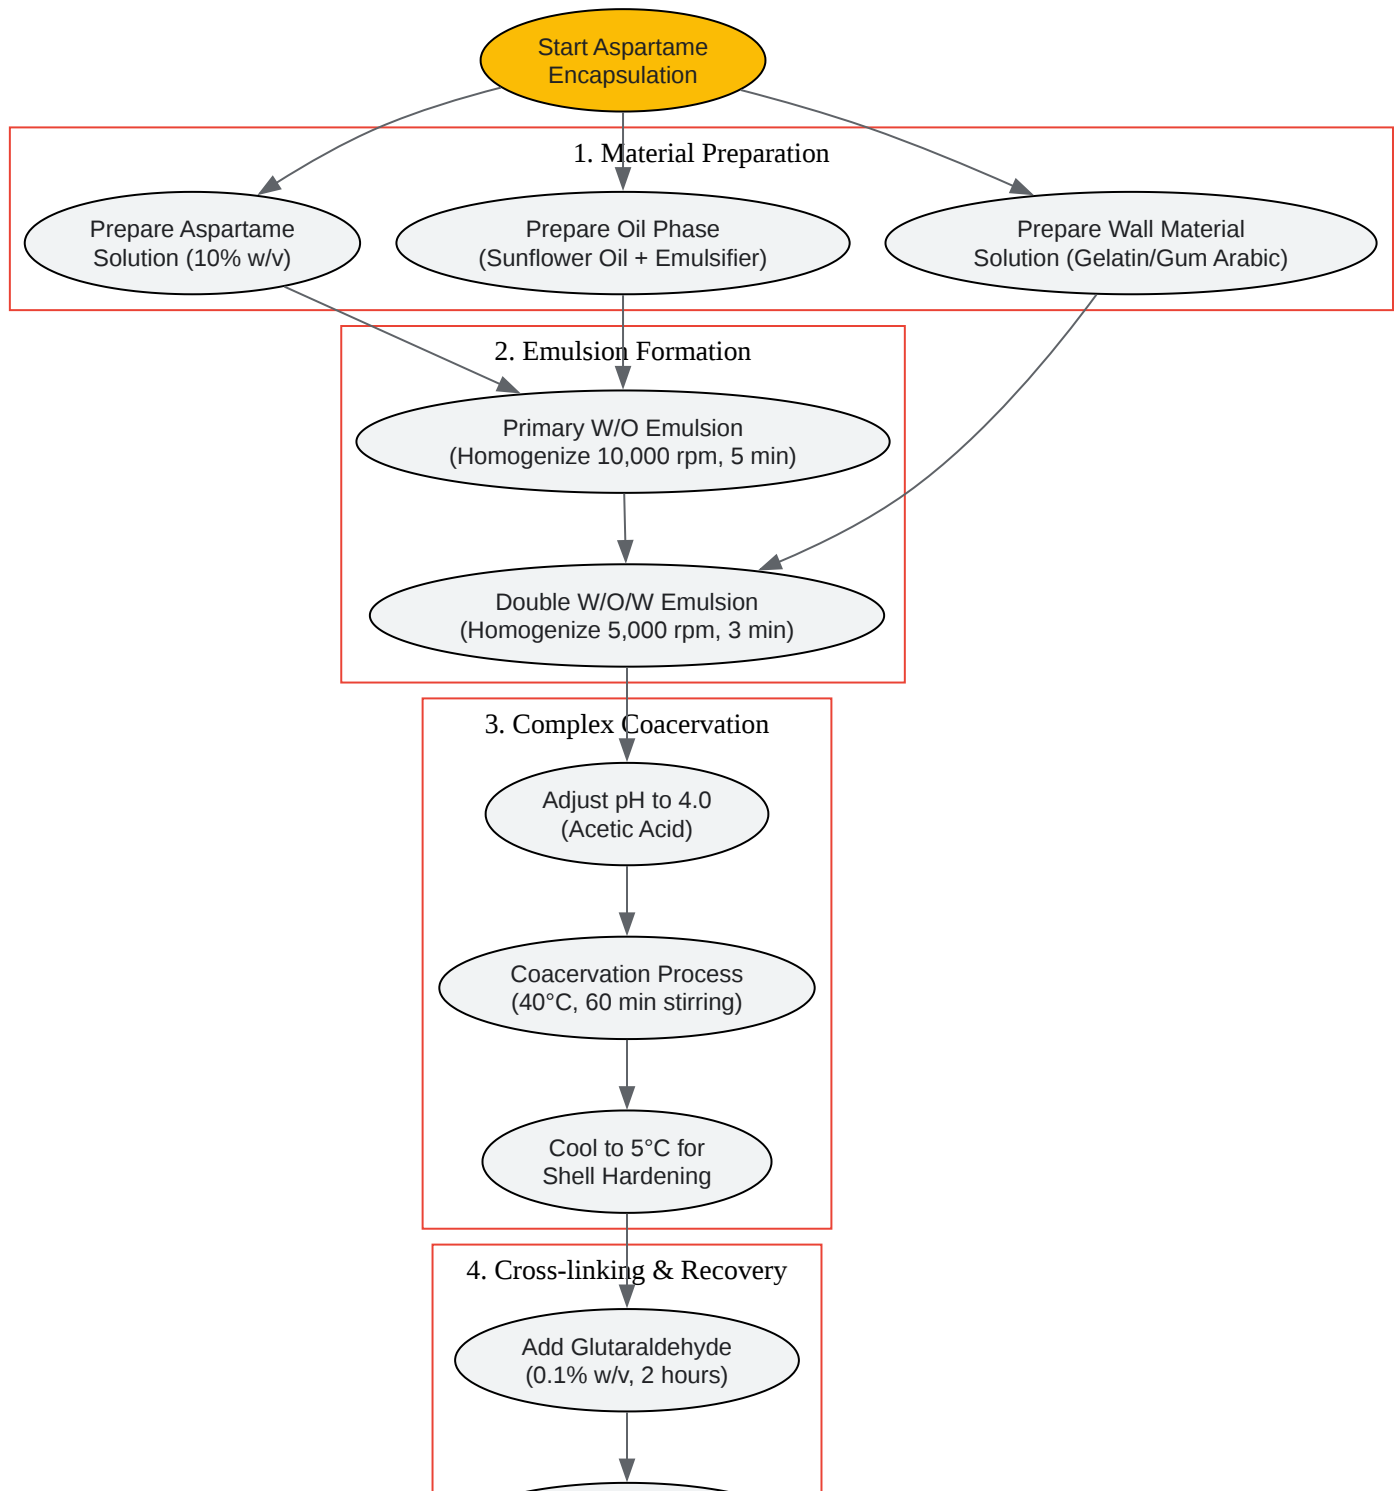 Start Aspartame
Encapsulation
1. Material Preparation
Prepare Aspartame
Solution (10% w/v)
Prepare Oil Phase
(Sunflower Oil + Emulsifier)
Prepare Wall Material
Solution (Gelatin/Gum Arabic)
2. Emulsion Formation
Primary W/O Emulsion
(Homogenize 10,000 rpm, 5 min)
Double W/O/W Emulsion
(Homogenize 5,000 rpm, 3 min)
3. Complex Coacervation
Adjust pH to 4.0
(Acetic Acid)
Coacervation Process
(40°C, 60 min stirring)
Cool to 5°C for
Shell Hardening
4. Cross-linking & Recovery
Add Glutaraldehyde
(0.1% w/v, 2 hours)